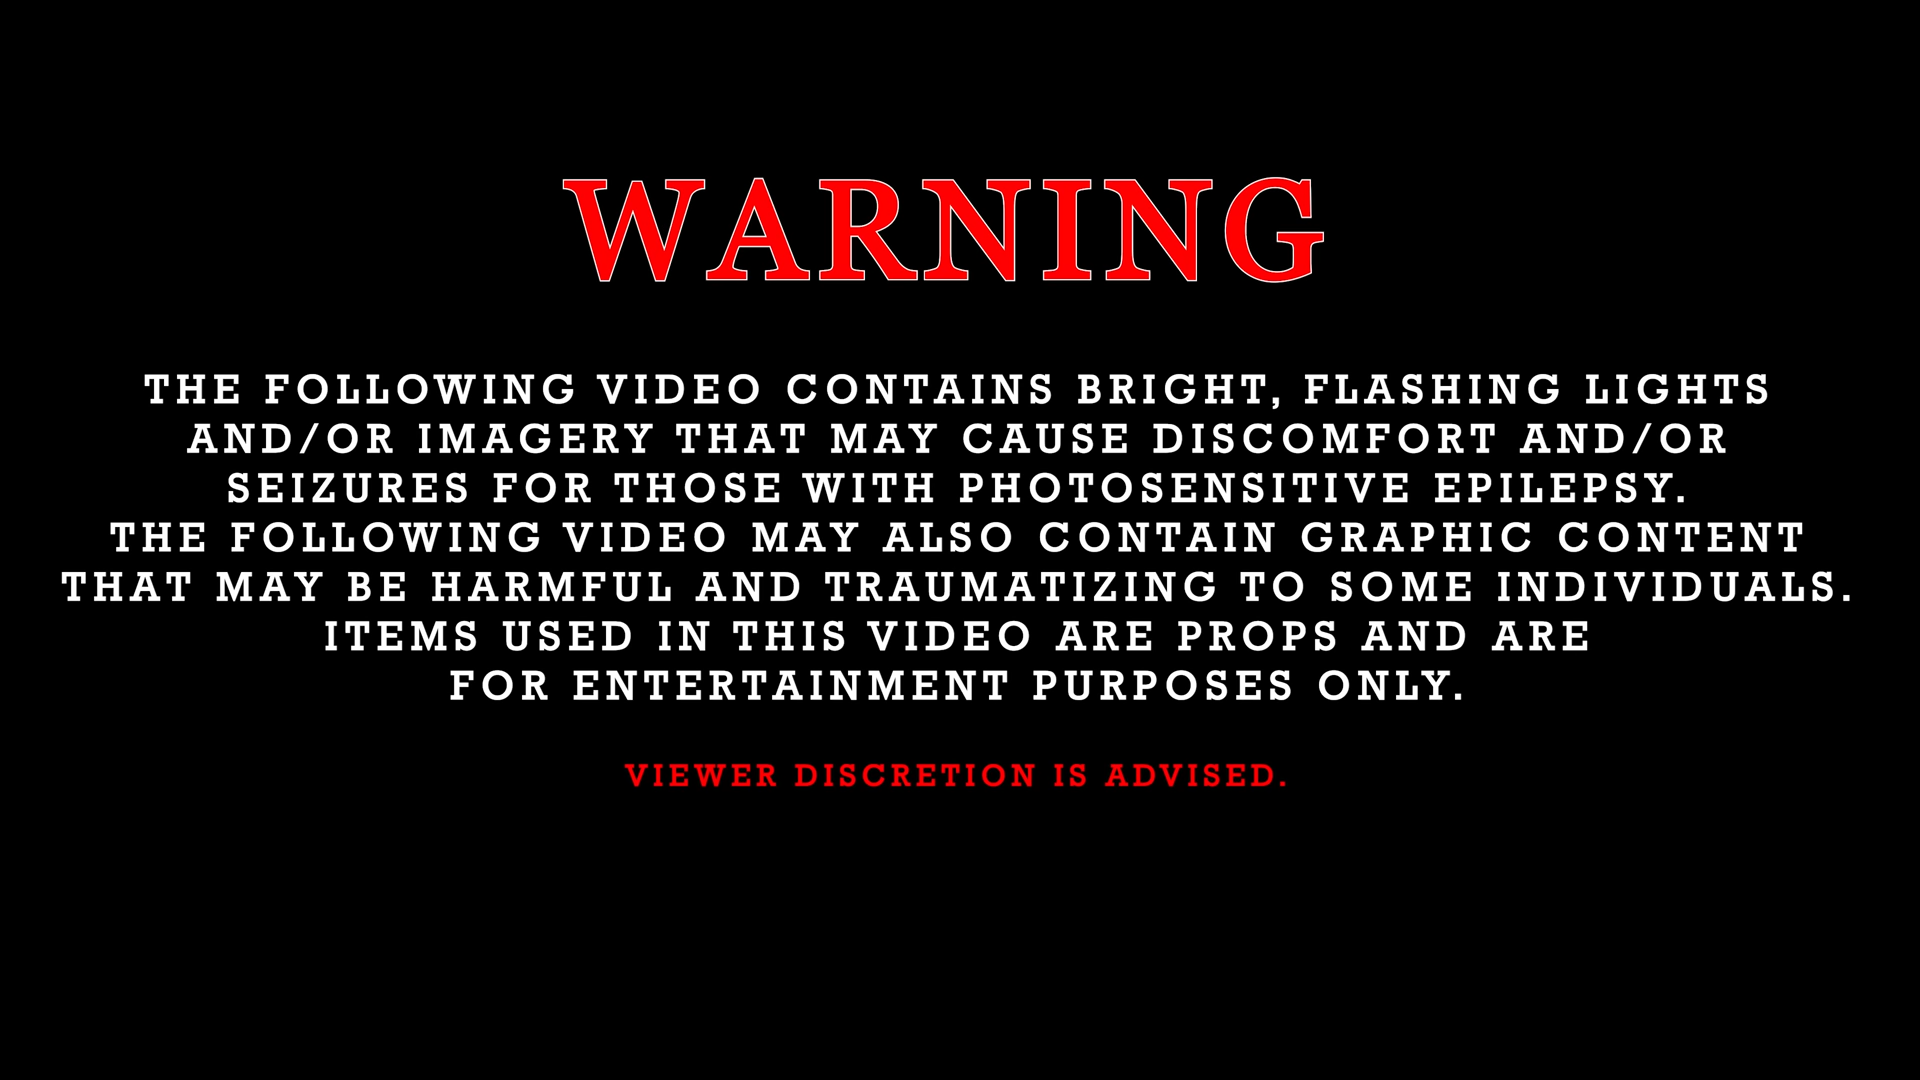 WARNING
THE FOLLOWING VIDEO CONTAINS BRIGHT, FLASHING LIGHTS
AND/OR IMAGERY THAT MAY CAUSE DISCOMFORT AND/OR
SEIZURES FOR THOSE WITH PHOTOSENSITIVE EPILEPSY.
THE FOLLOWING VIDEO MAY ALSO CONTAIN GRAPHIC CONTENT
THAT MAY BE HARMFUL AND TRAUMATIZING TO SOME INDIVIDUALS.
ITEMS USED IN THIS VIDEO ARE PROPS AND ARE
FOR ENTERTAINMENT PURPOSES ONLY.
VIEWER DISCRETION IS ADVISED.